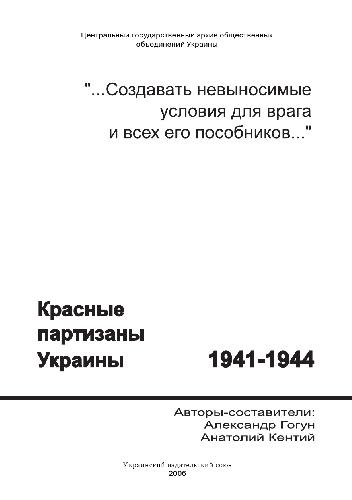 Центральный государственный архив общественных
объединений Украины
"...Создавать невыносимые
условия для врага
и всех его пособников..."
Красные
партизаны
Украины 1941-1944
Авторы-составители:
Александр Гогун
Анатолий Кентий
Украинский издательский союз
2006